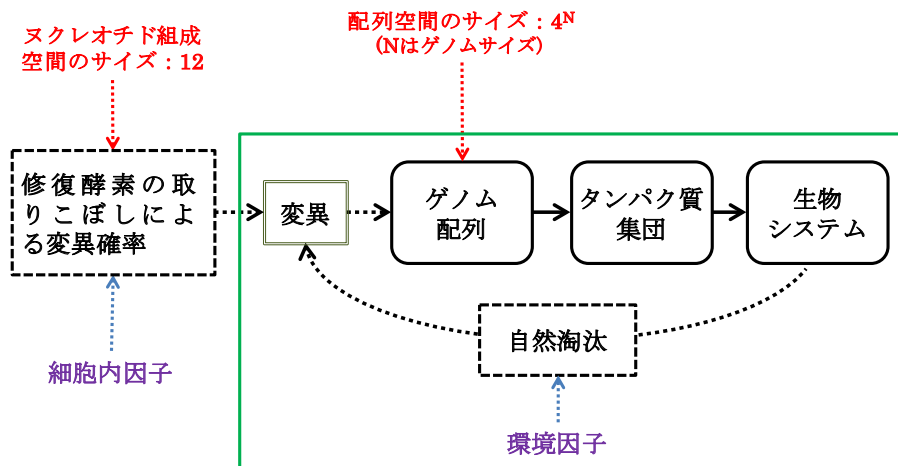 ヌクレオチド組成
空間のサイズ：12
配列空間のサイズ：4ᴺ
(Nはゲノムサイズ)
修復酵素の取
りこぼしによ
る変異確率
変異
ゲノム
配列
タンパク質
集団
生物
システム
自然淘汰
細胞内因子
環境因子